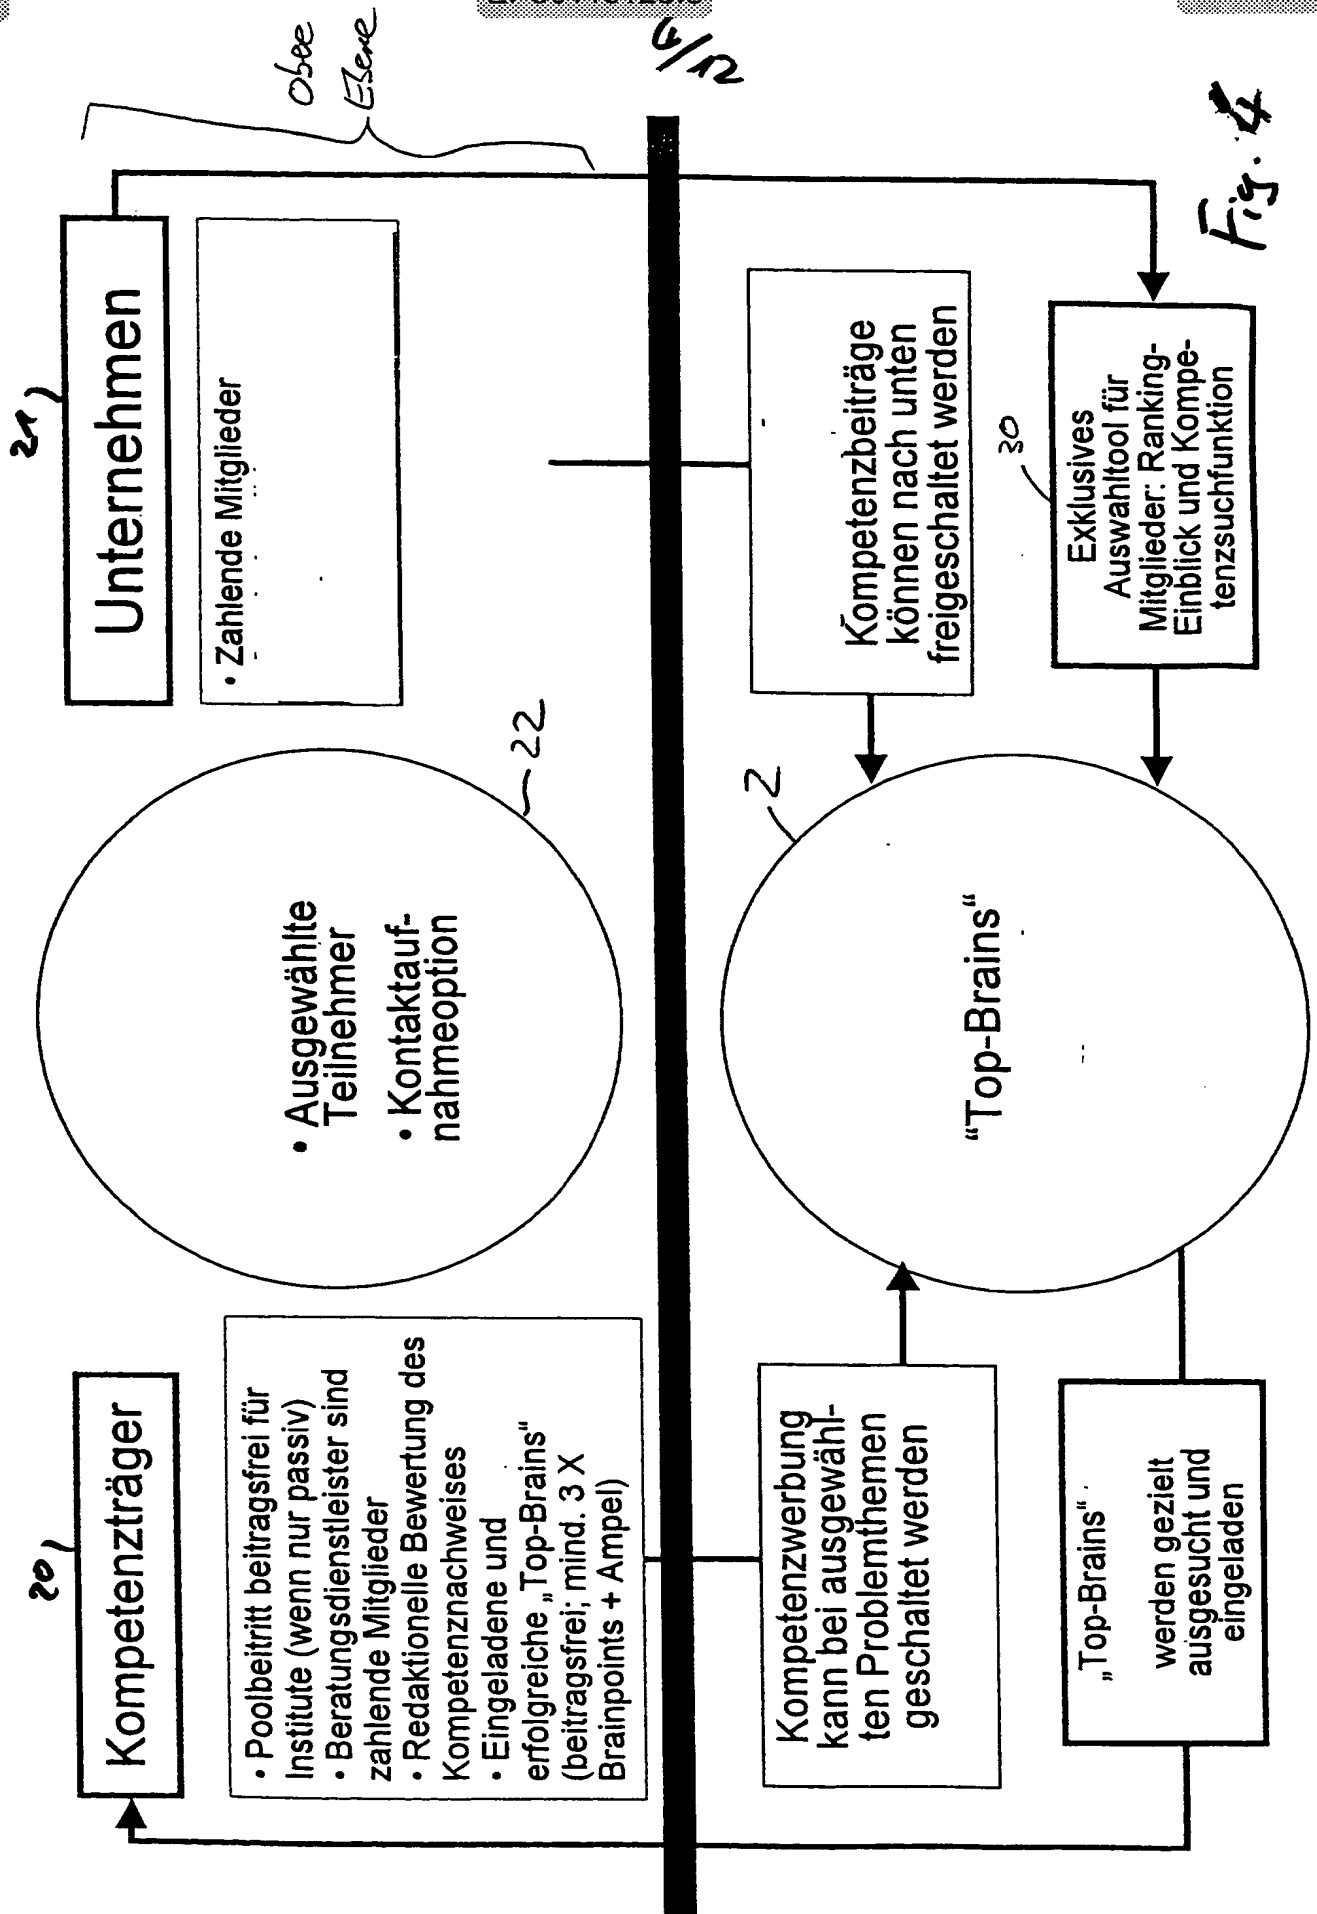 4/12
Obere
Ebene
20
Kompetenzträger
• Poolbeitritt beitragsfrei für
Institute (wenn nur passiv)
• Beratungsdienstleister sind
zahlende Mitglieder
• Redaktionelle Bewertung des
Kompetenznachweises
• Eingeladene und
erfolgreiche „Top-Brains“
(beitragsfrei; mind. 3 X
Brainpoints + Ampel)
• Ausgewählte
Teilnehmer
• Kontaktauf-
nahmeoption
22
21
Unternehmen
• Zahlende Mitglieder
Kompetenzwerbung
kann bei ausgewähl-
ten Problemthemen
geschaltet werden
„Top-Brains“
werden gezielt
ausgesucht und
eingeladen
2
“Top-Brains“
Kompetenzbeiträge
können nach unten
freigeschaltet werden
30
Exklusives
Auswahltool für
Mitglieder: Ranking-
Einblick und Kompe-
tenzsuchfunktion
Fig. 4